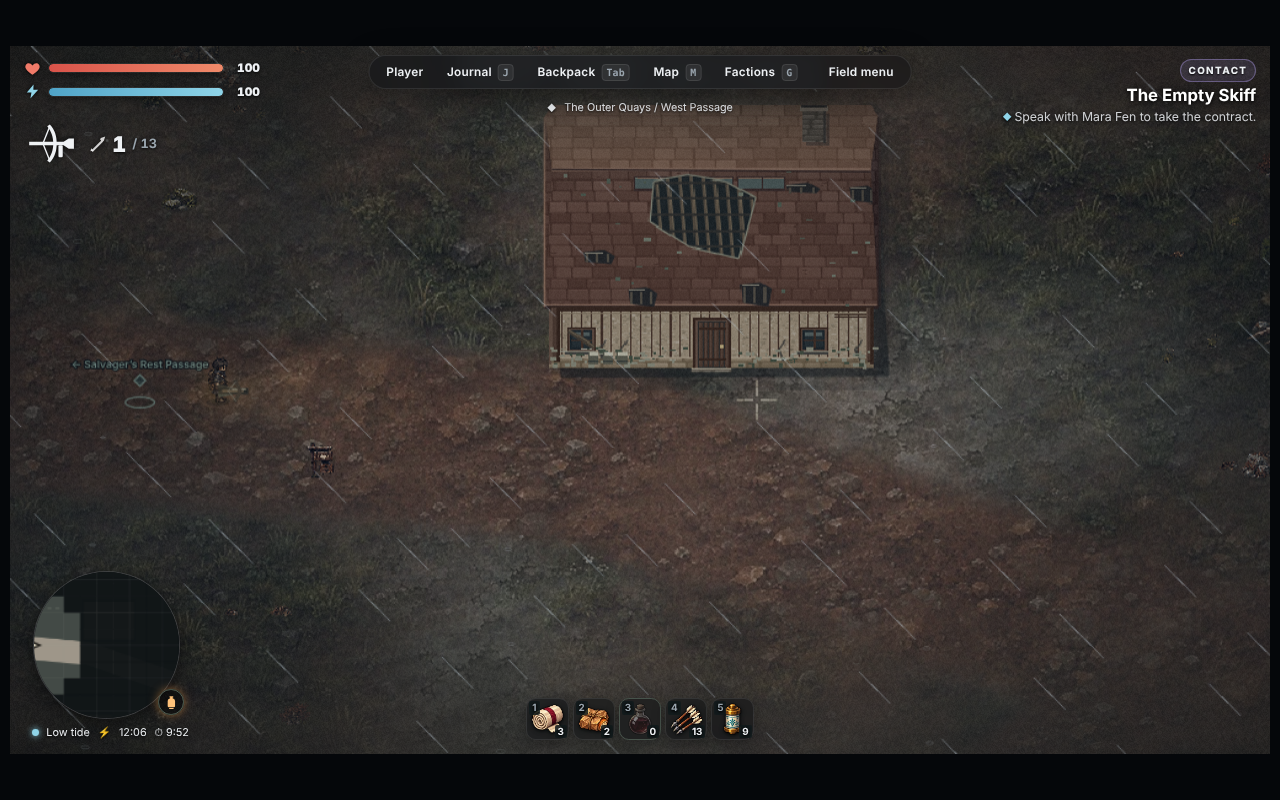 100
100
1 / 13
Player Journal J Backpack Tab Map M Factions G Field menu
The Outer Quays / West Passage
CONTACT
The Empty Skiff
Speak with Mara Fen to take the contract.
← Salvager's Rest Passage
Low tide 12:06 9:52
1 3
2 2
3 0
4 13
5 9